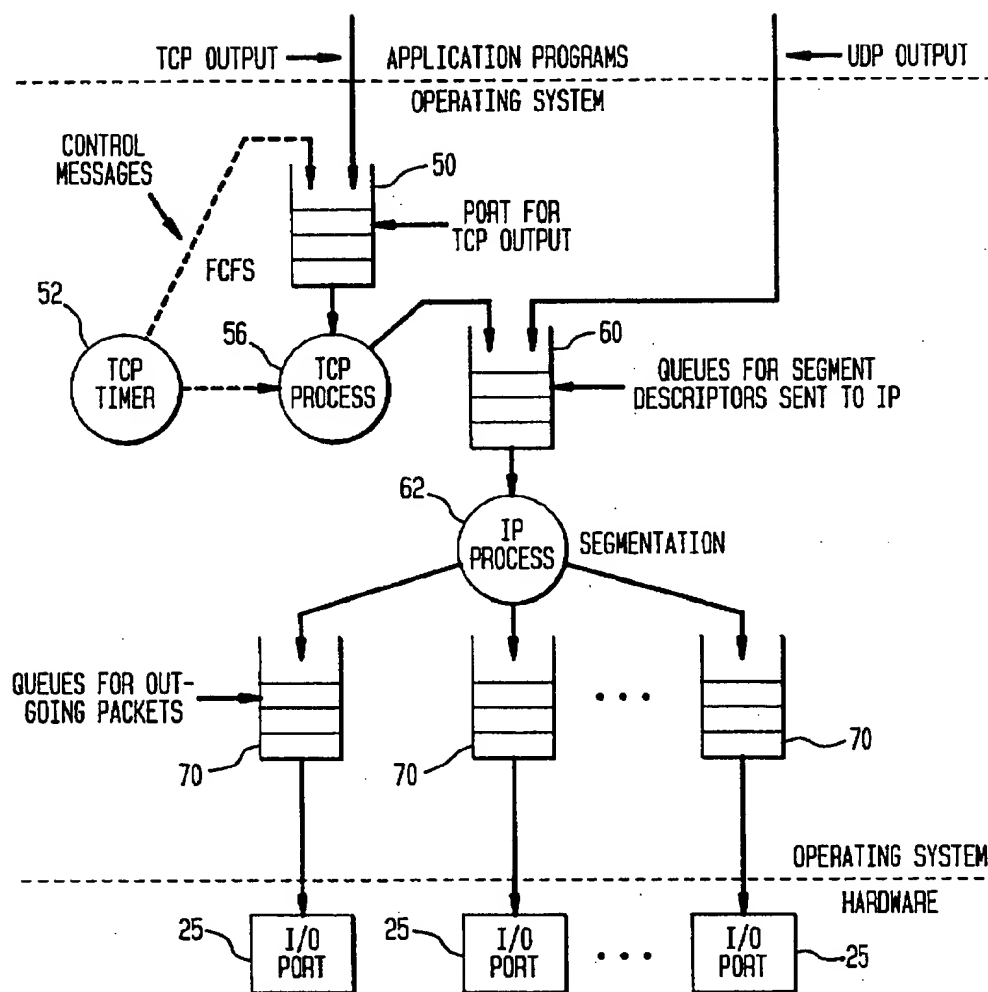 TCP OUTPUT
APPLICATION PROGRAMS
UDP OUTPUT
OPERATING SYSTEM
CONTROL
MESSAGES
50
PORT FOR
TCP OUTPUT
FCFS
52
56
60
TCP
TIMER
TCP
PROCESS
QUEUES FOR SEGMENT
DESCRIPTORS SENT TO IP
62
IP
PROCESS
SEGMENTATION
QUEUES FOR OUT-
GOING PACKETS
70
70
70
OPERATING SYSTEM
HARDWARE
25
I/O
PORT
25
I/O
PORT
I/O
PORT
25